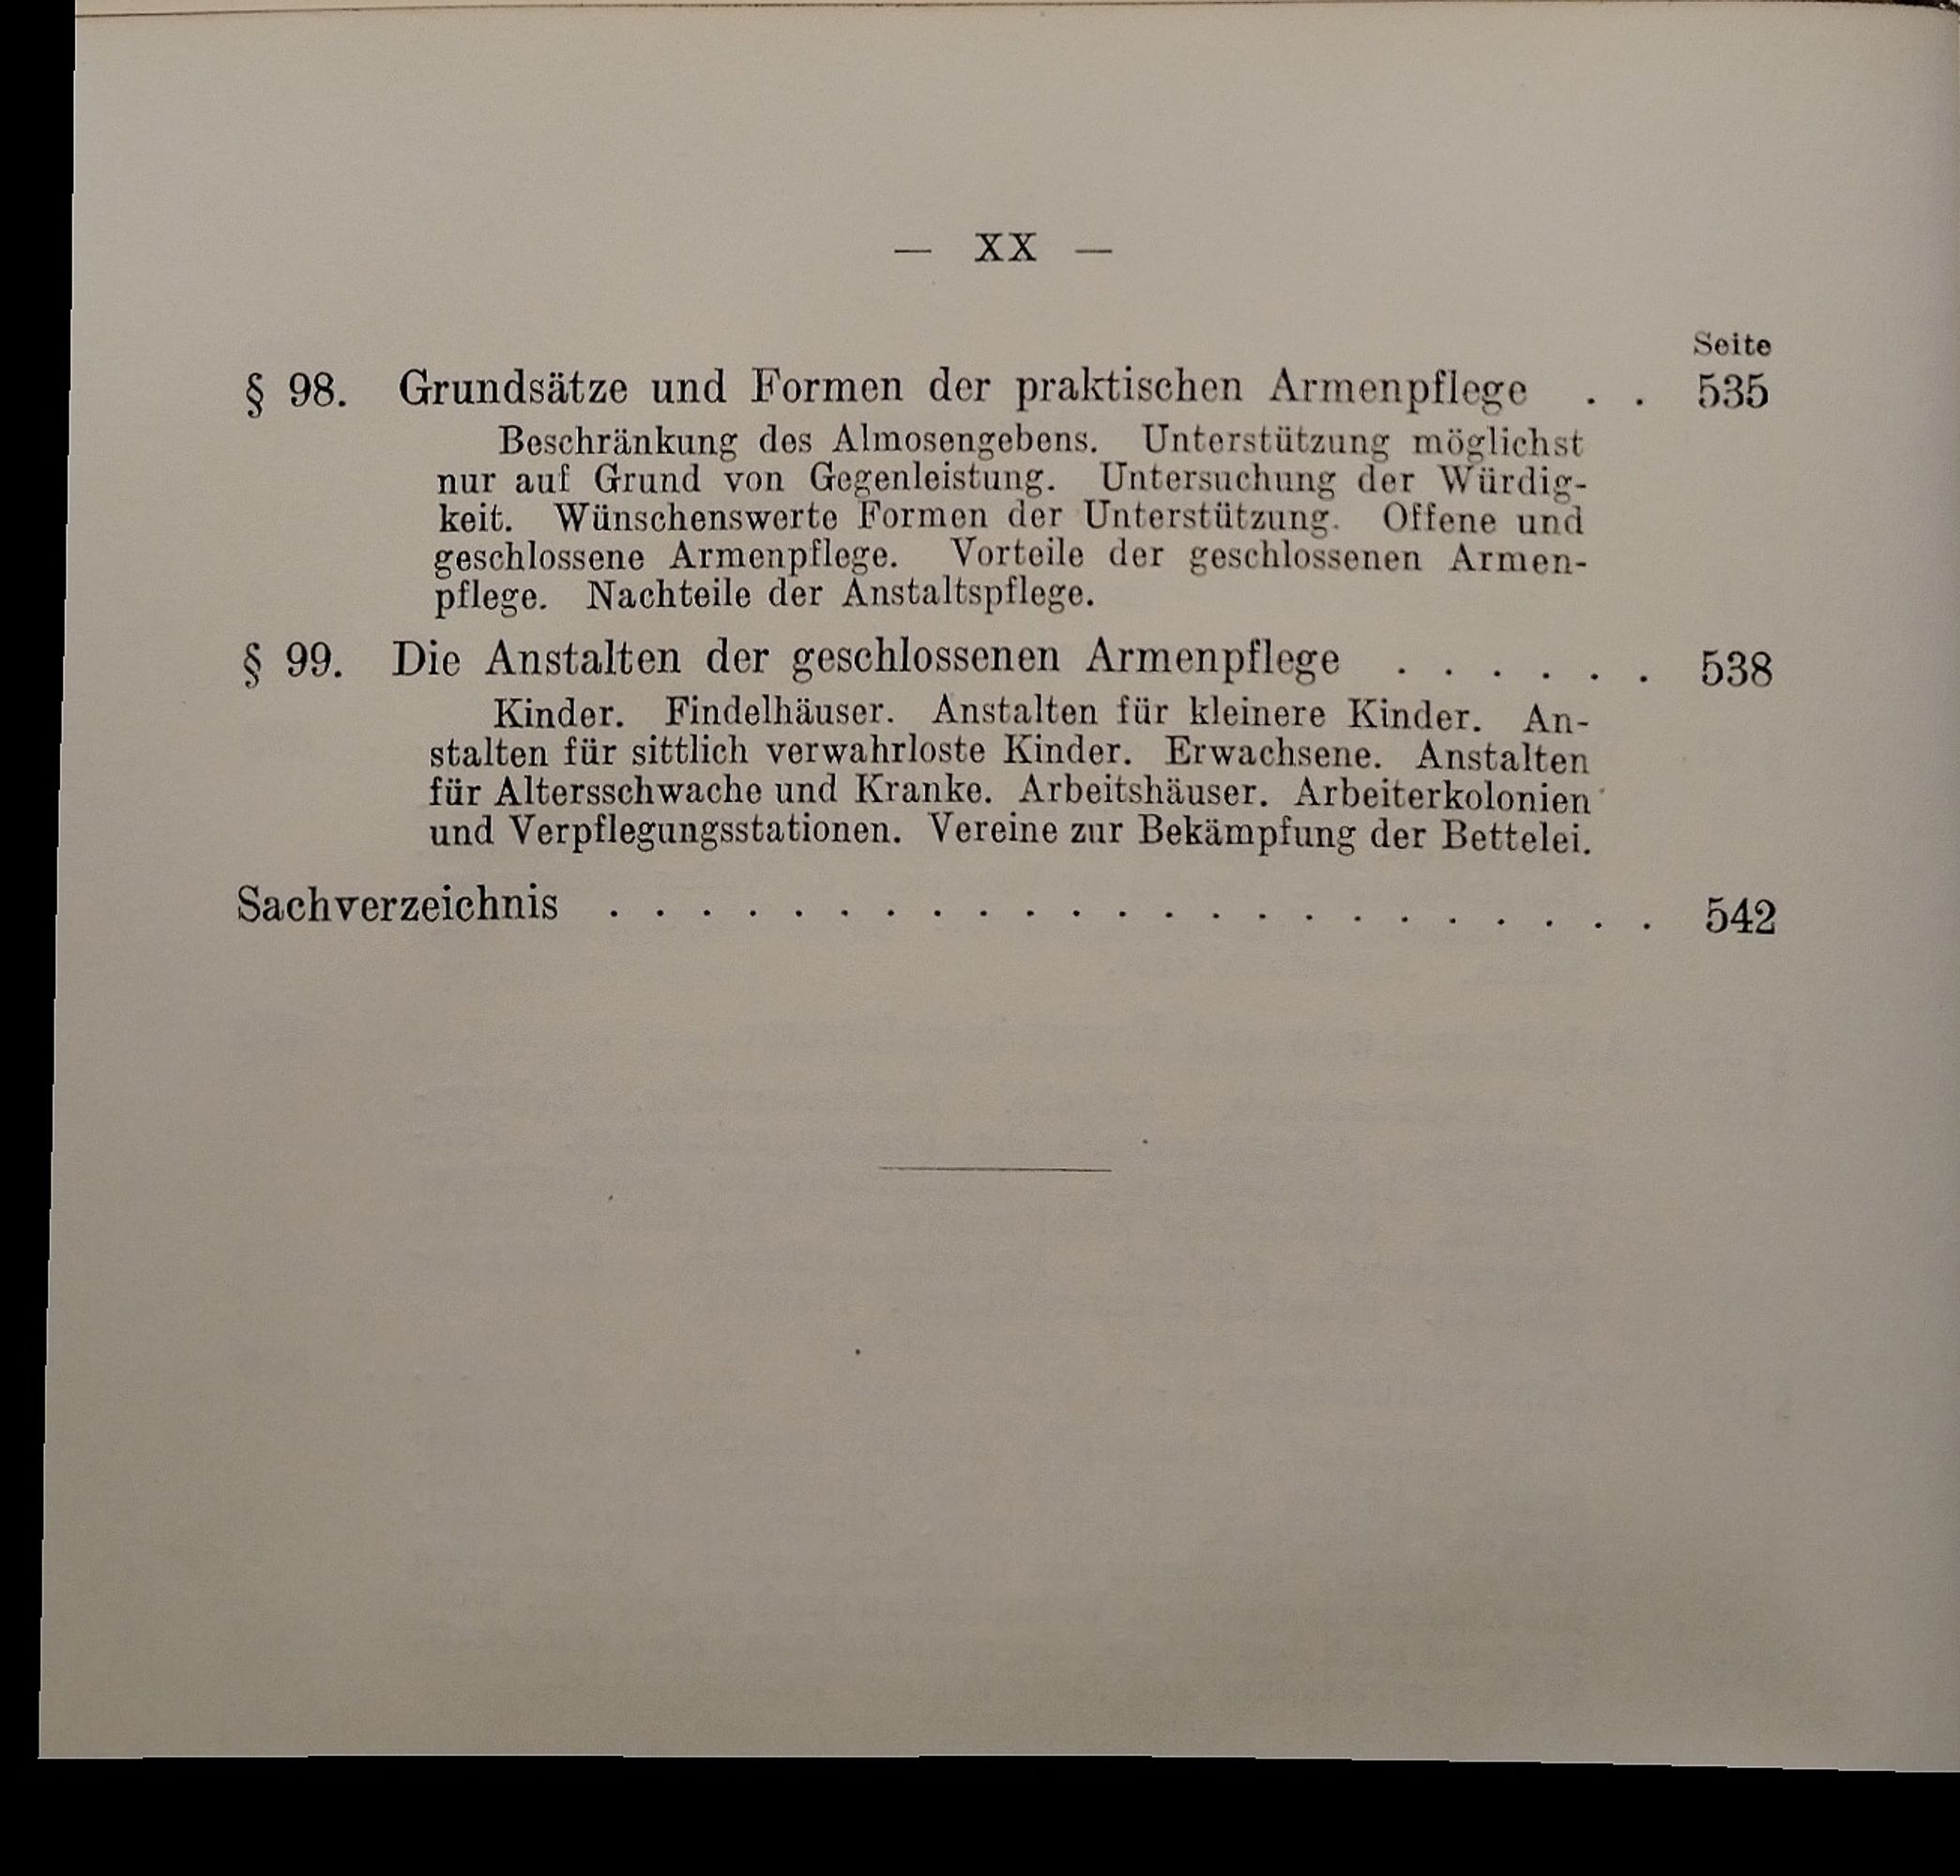 — XX —
Seite
§ 98. Grundsätze und Formen der praktischen Armenpflege . . 535
Beschränkung des Almosengebens. Unterstützung möglichst
nur auf Grund von Gegenleistung. Untersuchung der Würdig-
keit. Wünschenswerte Formen der Unterstützung. Offene und
geschlossene Armenpflege. Vorteile der geschlossenen Armen-
pflege. Nachteile der Anstaltspflege.
§ 99. Die Anstalten der geschlossenen Armenpflege . . . . . . 538
Kinder. Findelhäuser. Anstalten für kleinere Kinder. An-
stalten für sittlich verwahrloste Kinder. Erwachsene. Anstalten
für Altersschwache und Kranke. Arbeitshäuser. Arbeiterkolonien
und Verpflegungsstationen. Vereine zur Bekämpfung der Bettelei.
Sachverzeichnis . . . . . . . . . . . . . . . . . . . . . . . 542